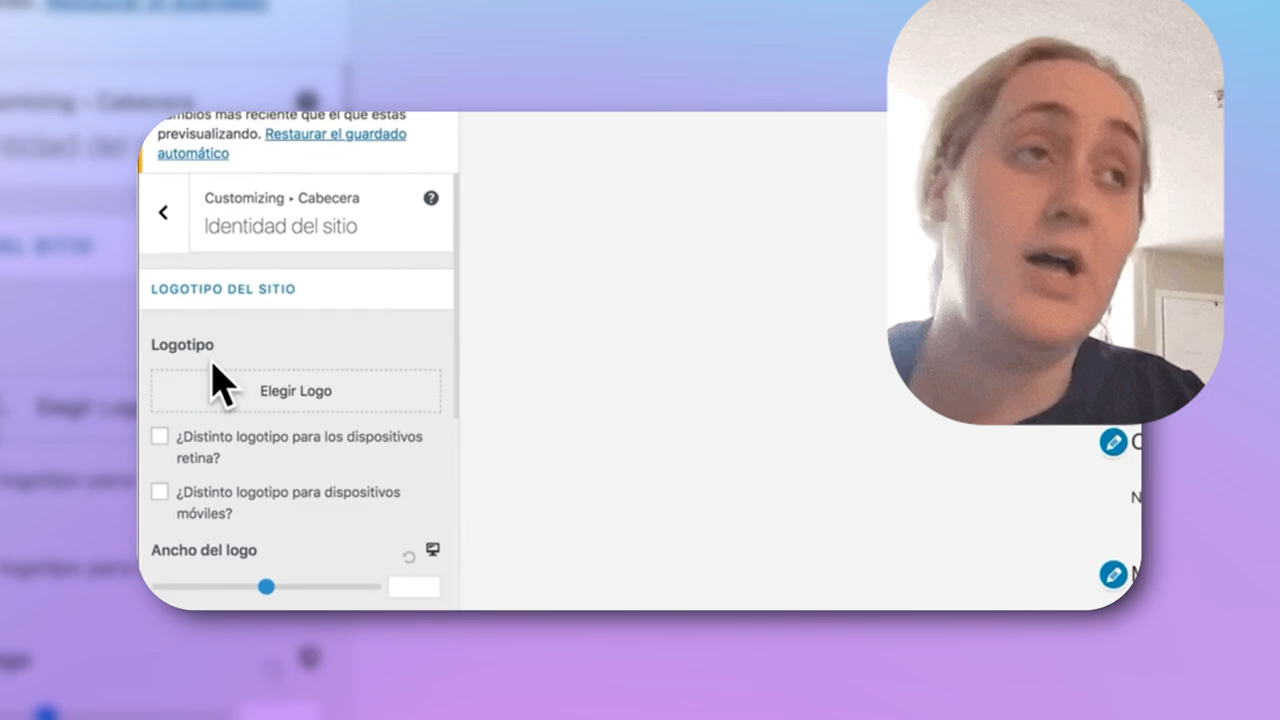 cambios más reciente que el que estás
previsualizando. Restaurar el guardado
automático
Customizing ▸ Cabecera
Identidad del sitio
LOGOTIPO DEL SITIO
Logotipo
Elegir Logo
¿Distinto logotipo para los dispositivos
retina?
¿Distinto logotipo para dispositivos
móviles?
Ancho del logo